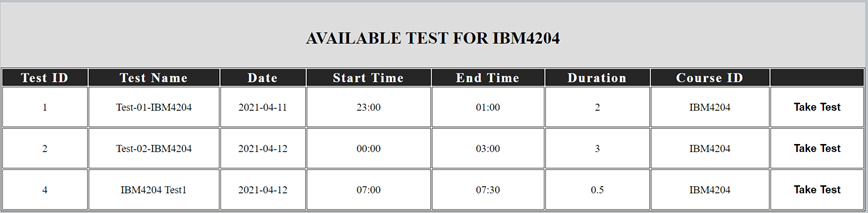 AVAILABLE TEST FOR IBM4204
Test ID Test Name Date Start Time End Time Duration Course ID
1 Test-01-IBM4204 2021-04-11 23:00 01:00 2 IBM4204 Take Test
2 Test-02-IBM4204 2021-04-12 00:00 03:00 3 IBM4204 Take Test
4 IBM4204 Test1 2021-04-12 07:00 07:30 0.5 IBM4204 Take Test